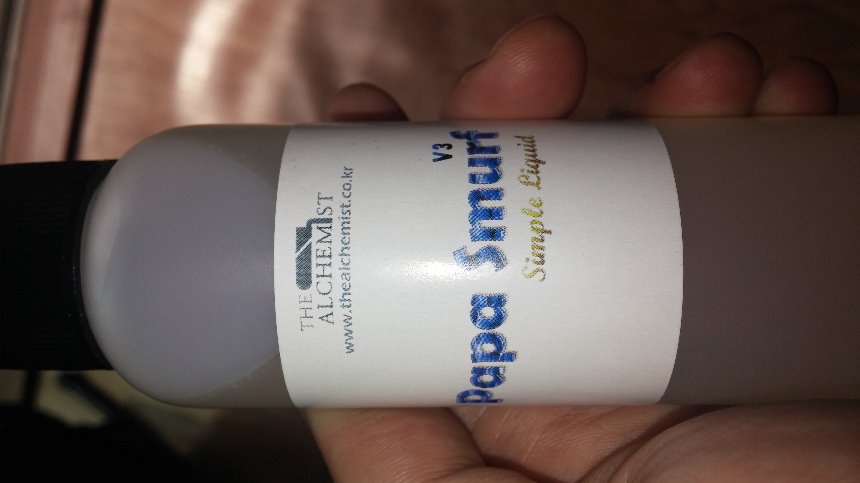 THE
ALCHEMIST
www.thealchemist.co.kr
V3
Papa Smurf
Simple Liquid